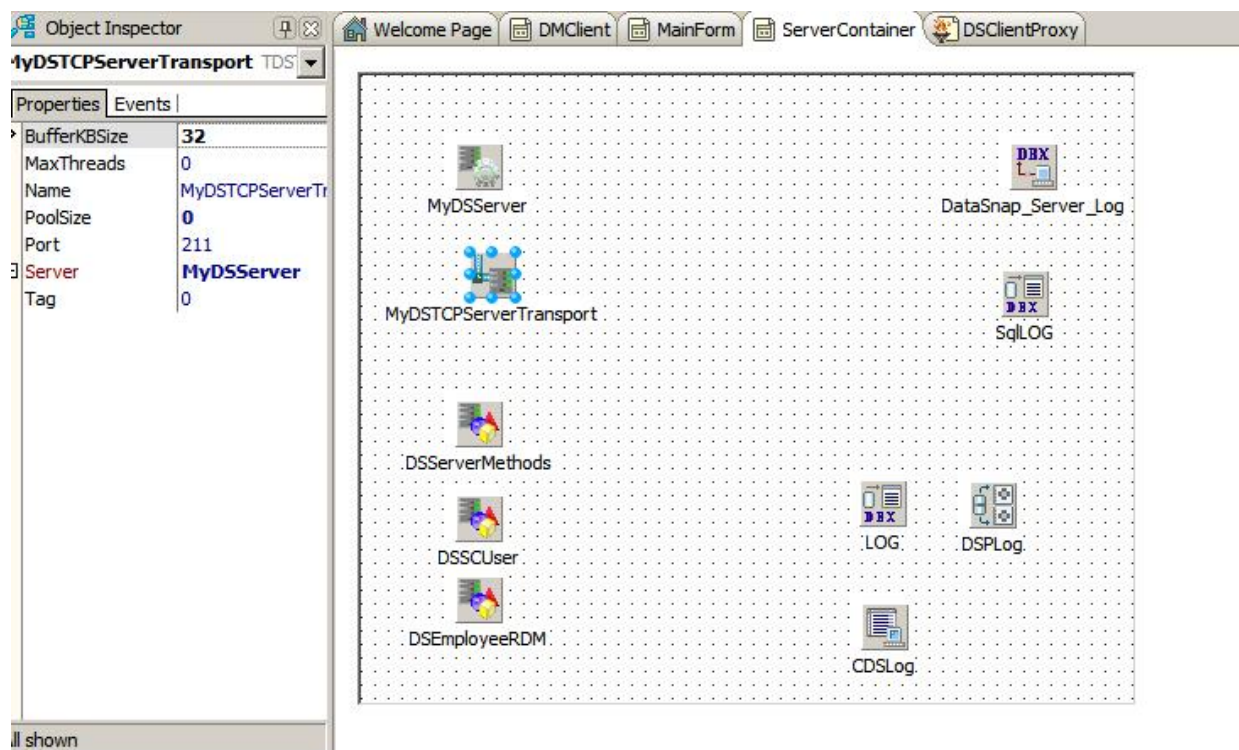 Object Inspector
MyDSTCPServerTransport TDS
Properties Events
BufferKBSize 32
MaxThreads 0
Name MyDSTCPServerTr
PoolSize 0
Port 211
Server MyDSServer
Tag 0
All shown
Welcome Page DMClient MainForm ServerContainer DSClientProxy
DBX
MyDSServer DataSnap_Server_Log
DBX
MyDSTCPServerTransport
SqlLOG
DSServerMethods
DBX
LOG DSPLog
DSSCUser
DSEmployeeRDM
CDSLog